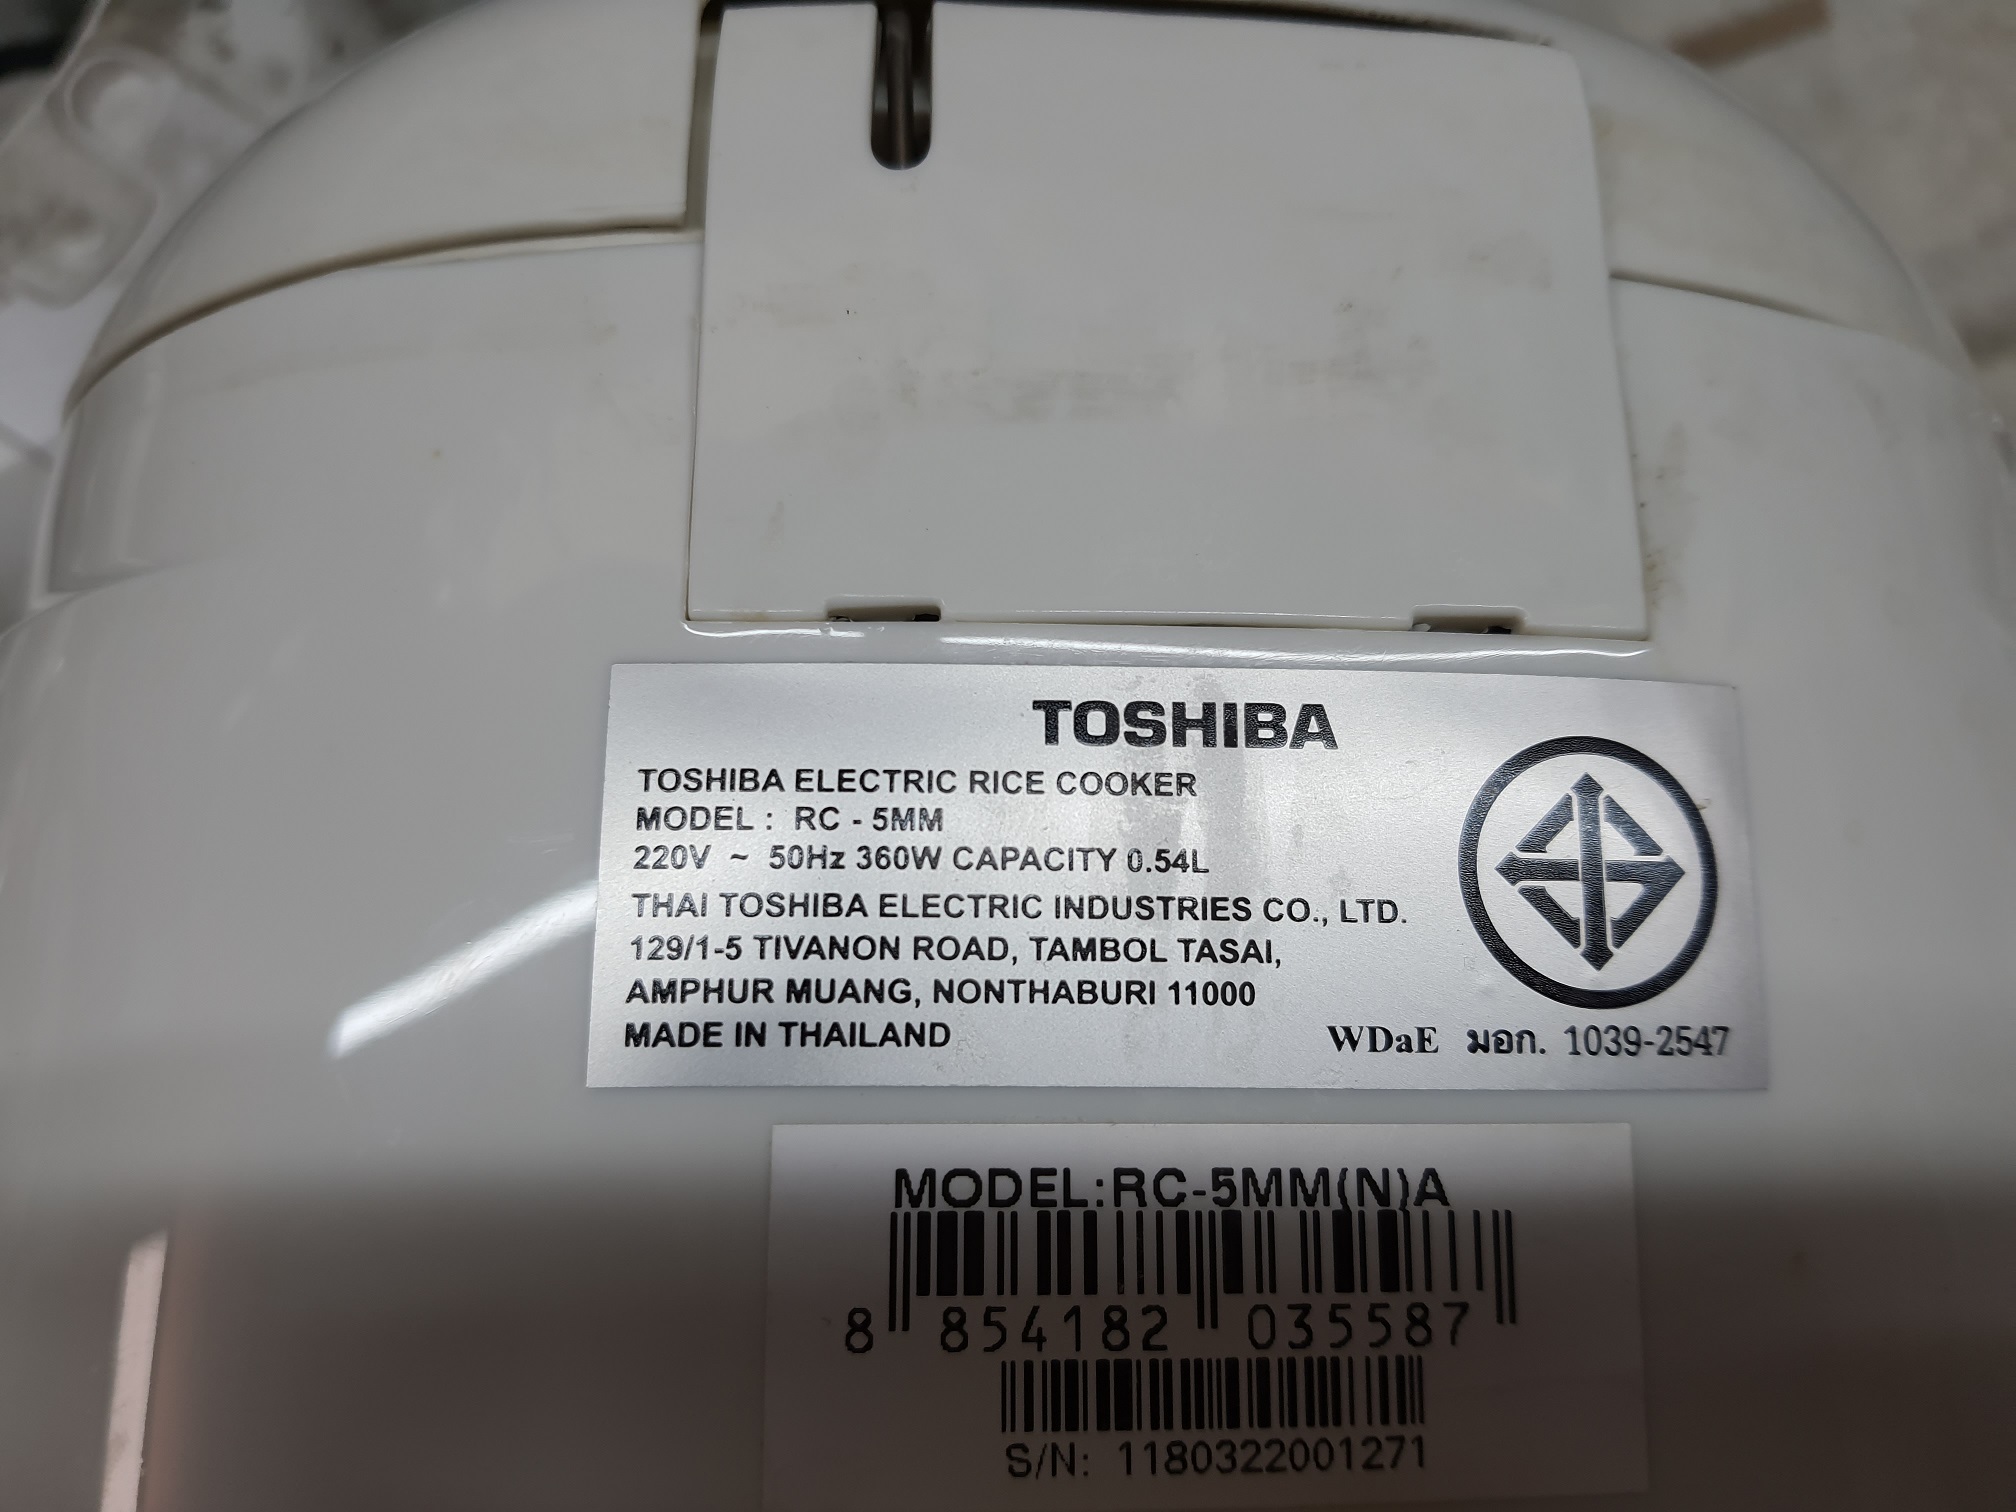 TOSHIBA
TOSHIBA ELECTRIC RICE COOKER
MODEL : RC - 5MM
220V ~ 50Hz 360W CAPACITY 0.54L
THAI TOSHIBA ELECTRIC INDUSTRIES CO., LTD.
129/1-5 TIVANON ROAD, TAMBOL TASAI,
AMPHUR MUANG, NONTHABURI 11000
MADE IN THAILAND
WDaE มอก. 1039-2547
MODEL:RC-5MM(N)A
8 854182 035587
S/N: 1180322001271